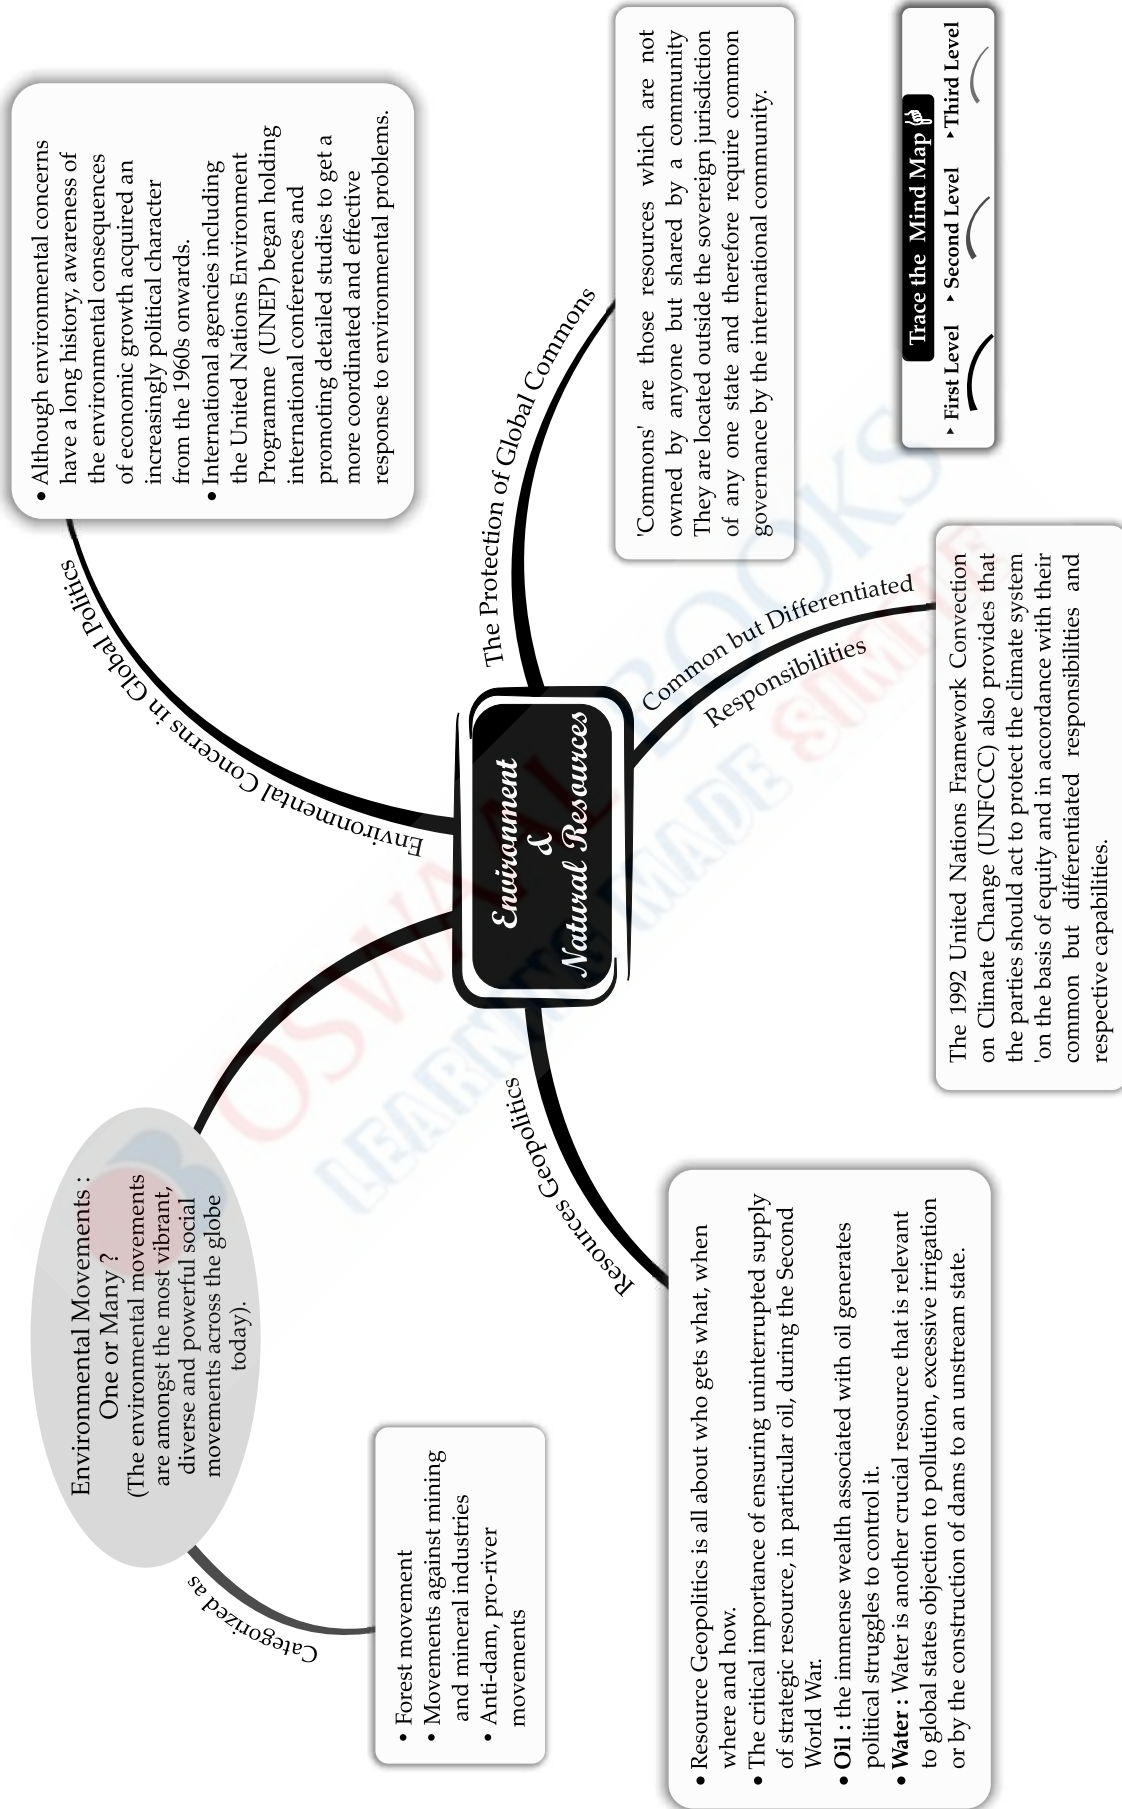 Environment
&
Natural Resources
Environmental Concerns in Global Politics
• Although environmental concerns
have a long history, awareness of
the environmental consequences
of economic growth acquired an
increasingly political character
from the 1960s onwards.
• International agencies including
the United Nations Environment
Programme (UNEP) began holding
international conferences and
promoting detailed studies to get a
more coordinated and effective
response to environmental problems.
The Protection of Global Commons
'Commons' are those resources which are not
owned by anyone but shared by a community
They are located outside the sovereign jurisdiction
of any one state and therefore require common
governance by the international community.
Common but Differentiated
Responsibilities
The 1992 United Nations Framework Convection
on Climate Change (UNFCCC) also provides that
the parties should act to protect the climate system
'on the basis of equity and in accordance with their
common but differentiated responsibilities and
respective capabilities.
Resources Geopolitics
• Resource Geopolitics is all about who gets what, when
where and how.
• The critical importance of ensuring uninterrupted supply
of strategic resource, in particular oil, during the Second
World War.
• Oil : the immense wealth associated with oil generates
political struggles to control it.
• Water : Water is another crucial resource that is relevant
to global states objection to pollution, excessive irrigation
or by the construction of dams to an unstream state.
Environmental Movements :
One or Many ?
(The environmental movements
are amongst the most vibrant,
diverse and powerful social
movements across the globe
today).
Categorized as
• Forest movement
• Movements against mining
and mineral industries
• Anti-dam, pro-river
movements
Trace the Mind Map
First Level
Second Level
Third Level
OSWAAL BOOKS
LEARNING MADE SIMPLE